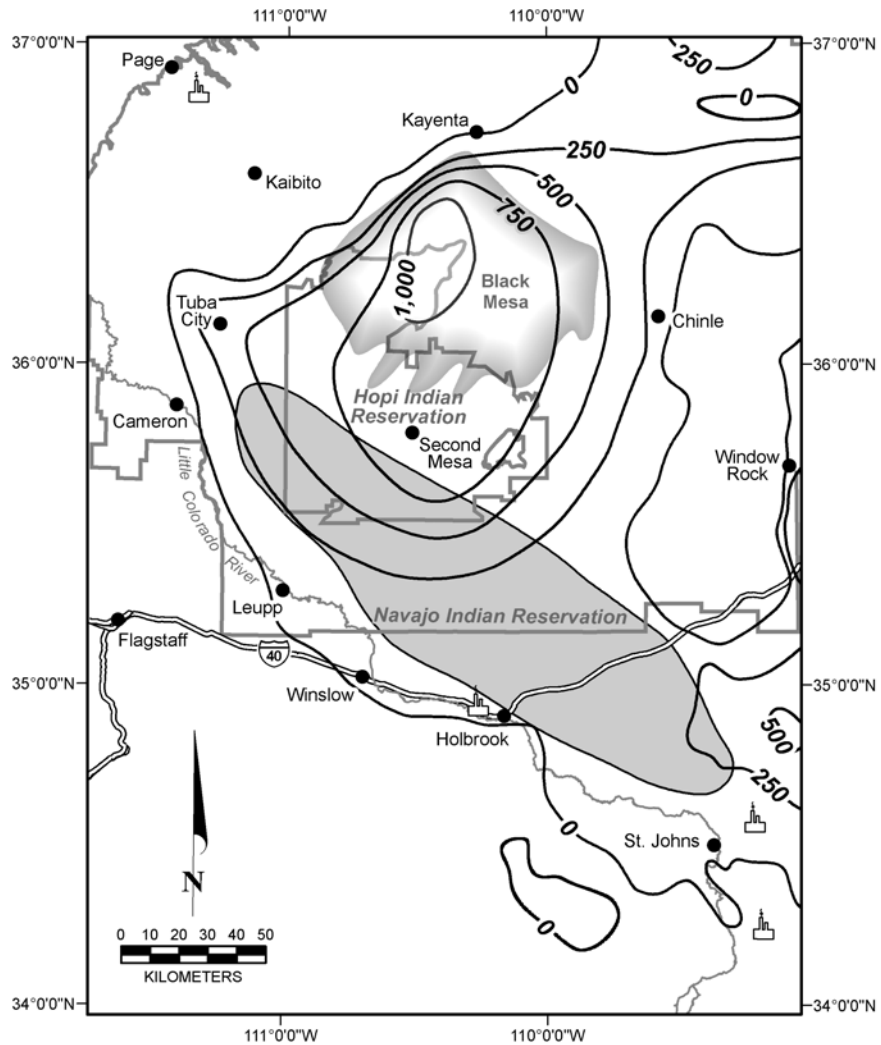 111°0'0"W
110°0'0"W
37°0'0"N
37°0'0"N
Page
250
0
0
Kayenta
250
Kaibito
500
750
1,000
Black
Mesa
Tuba
City
Chinle
36°0'0"N
36°0'0"N
Hopi Indian
Reservation
Cameron
Second
Mesa
Window
Rock
Little Colorado River
Leupp
Navajo Indian Reservation
Flagstaff
40
35°0'0"N
35°0'0"N
Winslow
Holbrook
500
250
0
St. Johns
N
0
0 10 20 30 40 50
KILOMETERS
34°0'0"N
34°0'0"N
111°0'0"W
110°0'0"W